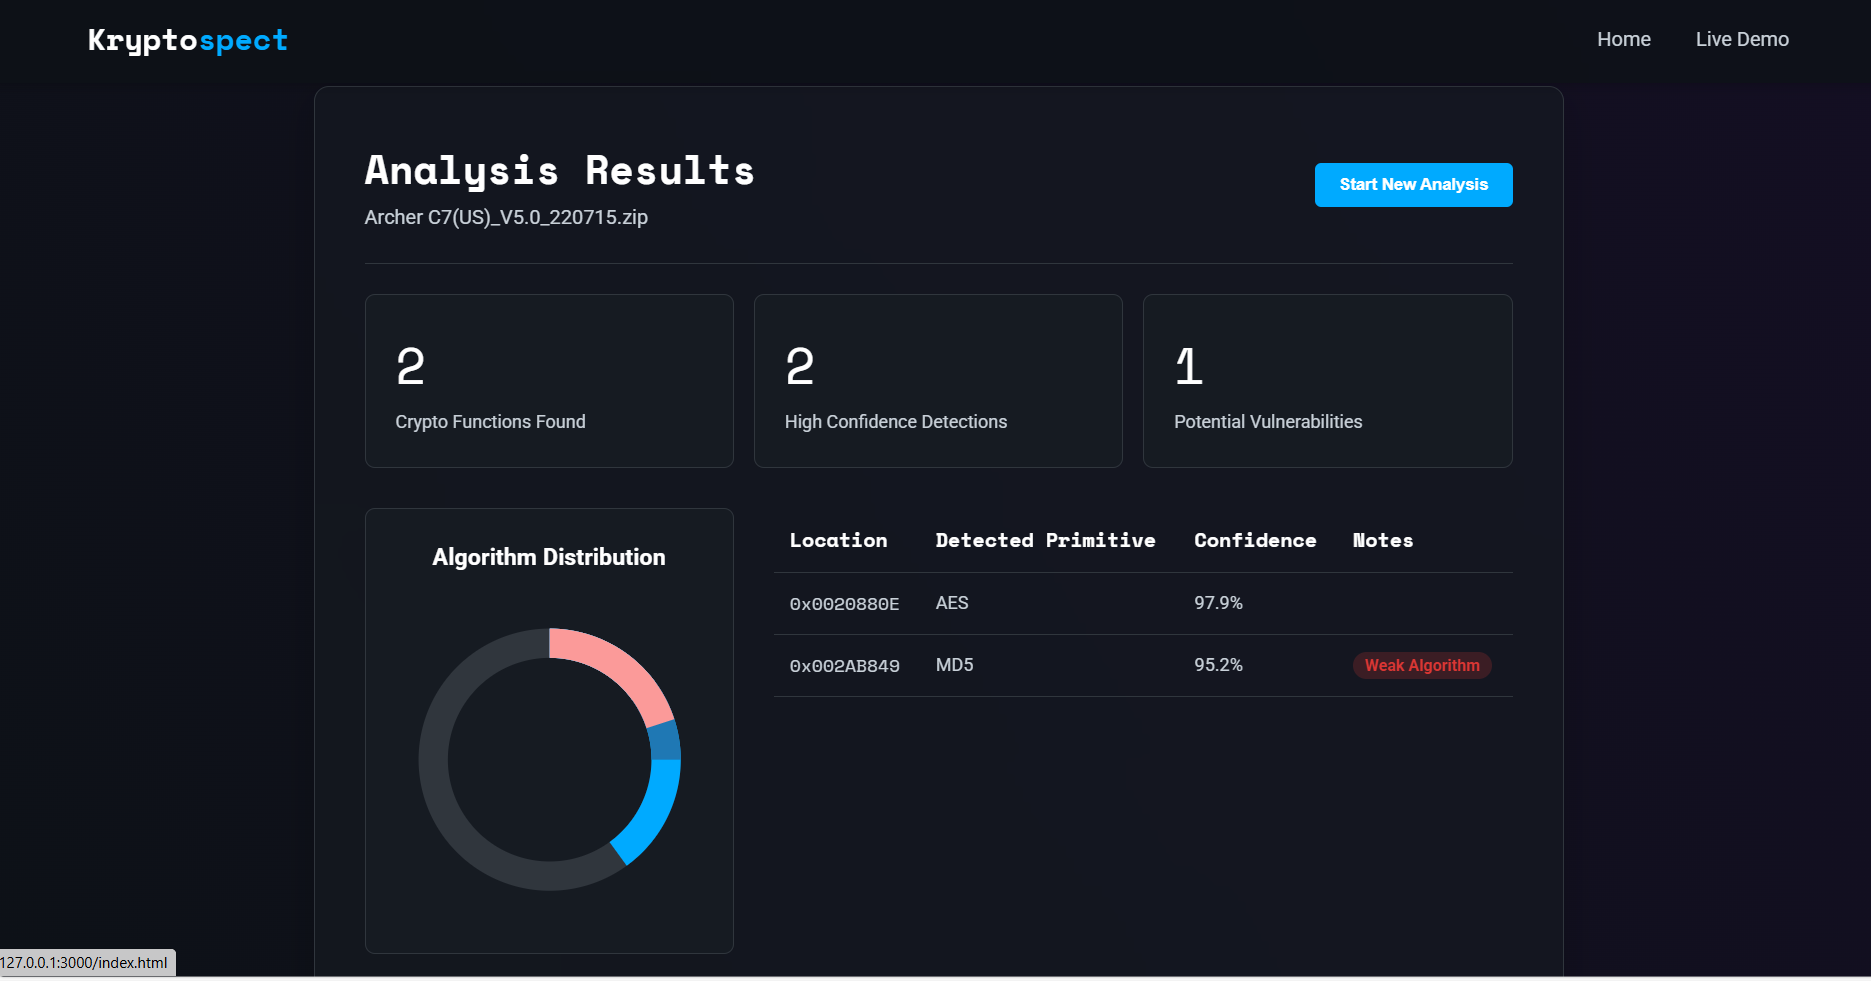 Kryptospect
Home Live Demo
Analysis Results
Start New Analysis
Archer C7(US)_V5.0_220715.zip
2
Crypto Functions Found
2
High Confidence Detections
1
Potential Vulnerabilities
Algorithm Distribution
Location Detected Primitive Confidence Notes
0x0020880E AES 97.9%
0x002AB849 MD5 95.2% Weak Algorithm
127.0.0.1:3000/index.html